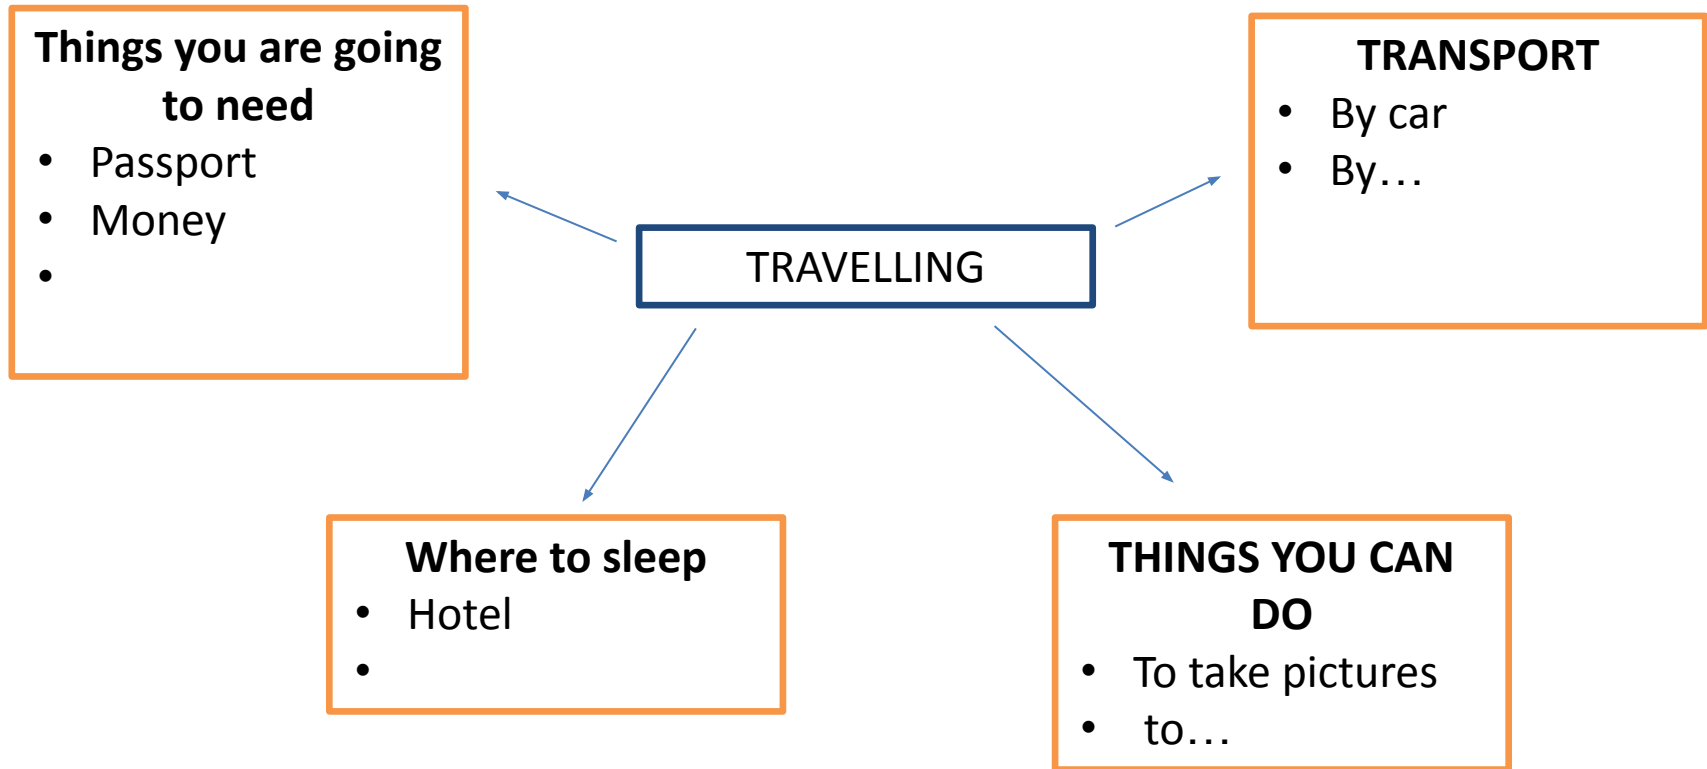 Things you are going
to need
• Passport
• Money
•
TRANSPORT
• By car
• By…
TRAVELLING
Where to sleep
• Hotel
•
THINGS YOU CAN
DO
• To take pictures
• to…